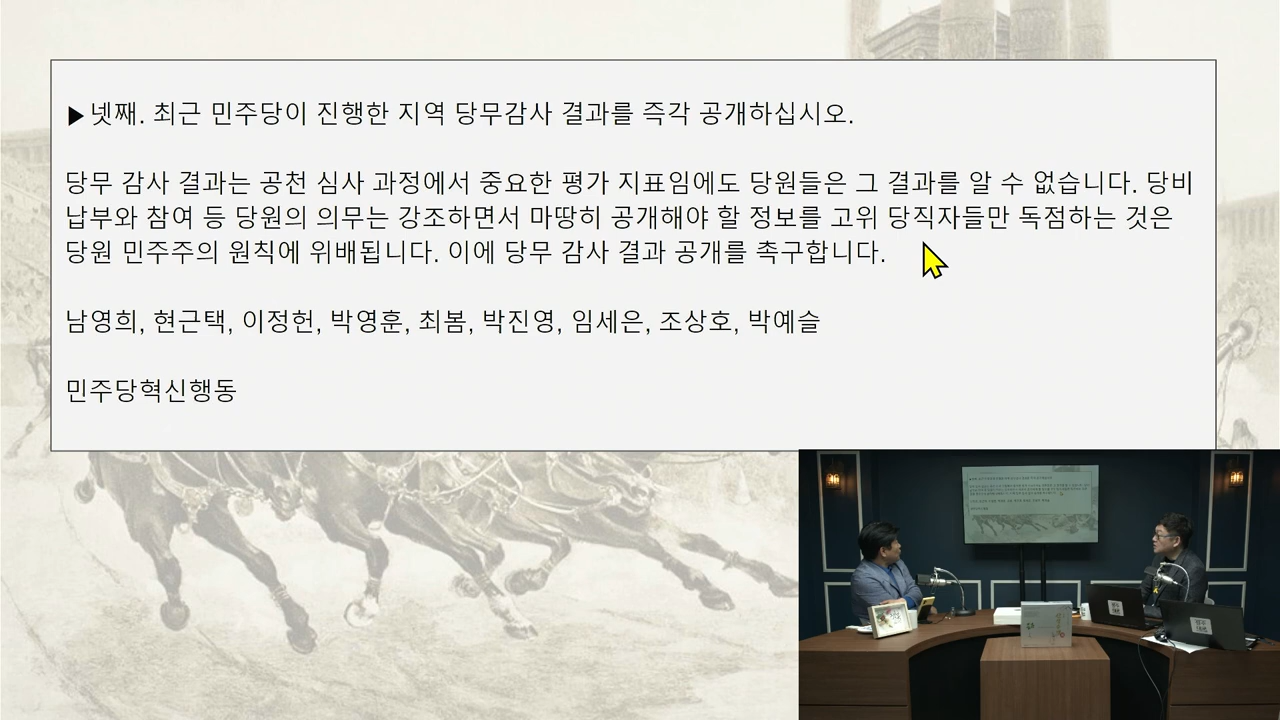 ▶넷째. 최근 민주당이 진행한 지역 당무감사 결과를 즉각 공개하십시오.
당무 감사 결과는 공천 심사 과정에서 중요한 평가 지표임에도 당원들은 그 결과를 알 수 없습니다. 당비
납부와 참여 등 당원의 의무는 강조하면서 마땅히 공개해야 할 정보를 고위 당직자들만 독점하는 것은
당원 민주주의 원칙에 위배됩니다. 이에 당무 감사 결과 공개를 촉구합니다.
남영희, 현근택, 이정헌, 박영훈, 최봄, 박진영, 임세은, 조상호, 박예슬
민주당혁신행동